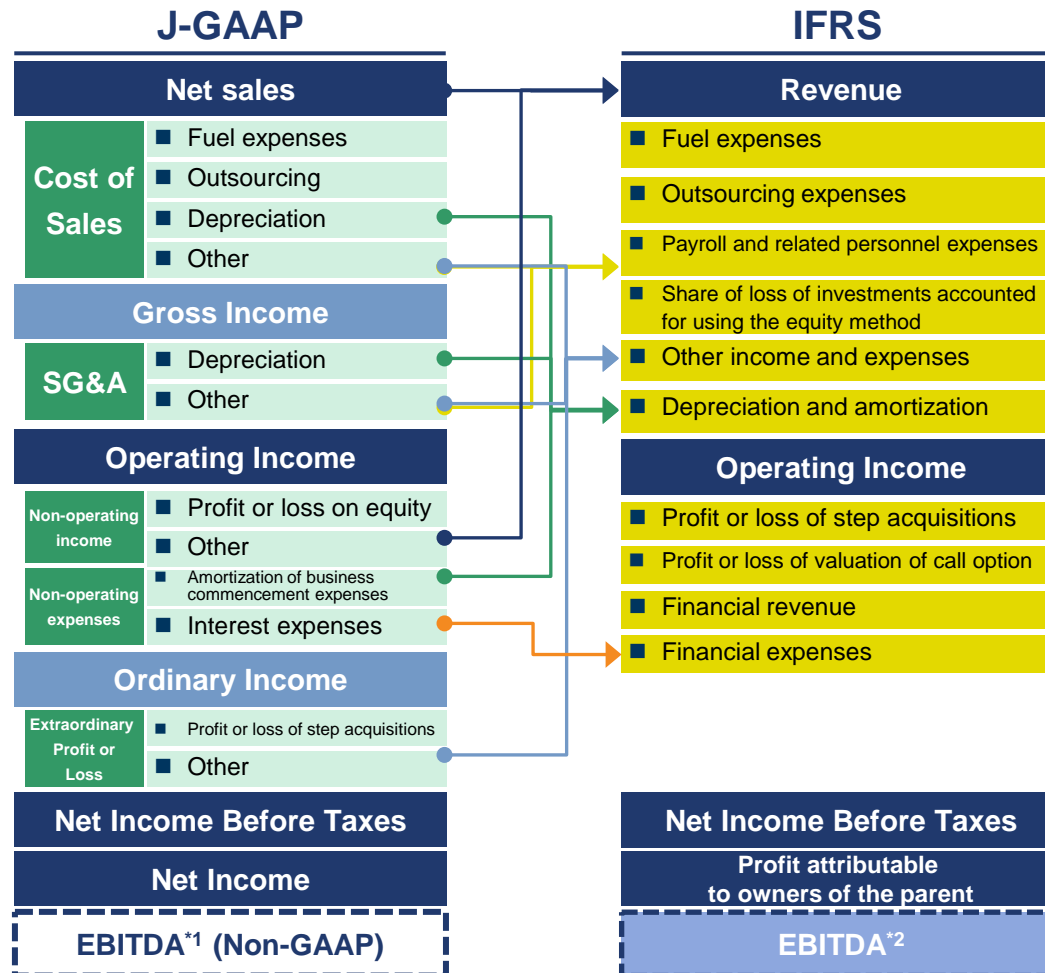 J-GAAP
Net sales
Cost of
Sales
■ Fuel expenses
■ Outsourcing
■ Depreciation
■ Other
Gross Income
SG&A
■ Depreciation
■ Other
Operating Income
Non-operating
income
■ Profit or loss on equity
■ Other
Non-operating
expenses
■ Amortization of business
commencement expenses
■ Interest expenses
Ordinary Income
Extraordinary
Profit or
Loss
■ Profit or loss of step acquisitions
■ Other
Net Income Before Taxes
Net Income
EBITDA*1 (Non-GAAP)
IFRS
Revenue
■ Fuel expenses
■ Outsourcing expenses
■ Payroll and related personnel expenses
■ Share of loss of investments accounted
for using the equity method
■ Other income and expenses
■ Depreciation and amortization
Operating Income
■ Profit or loss of step acquisitions
■ Profit or loss of valuation of call option
■ Financial revenue
■ Financial expenses
Net Income Before Taxes
Profit attributable
to owners of the parent
EBITDA*2